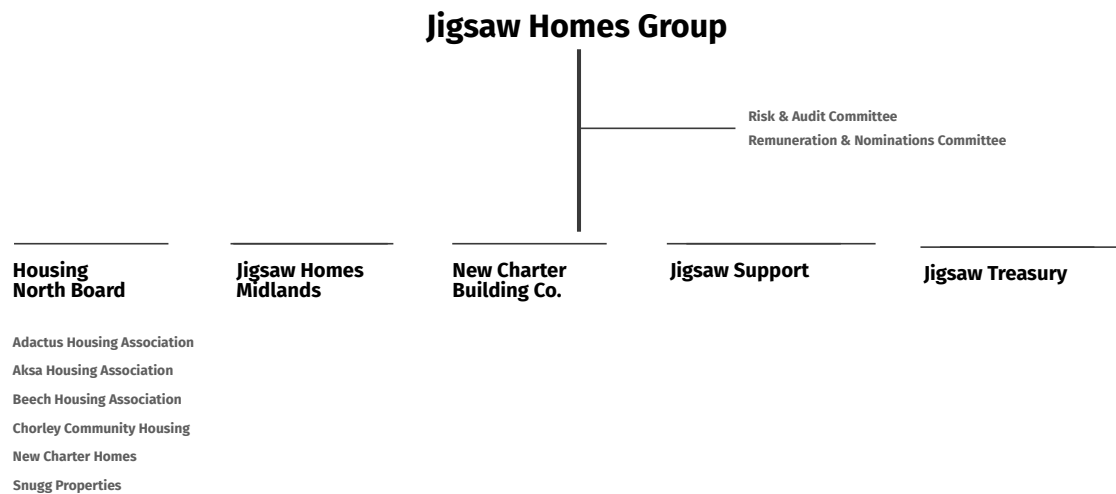 Jigsaw Homes Group
Risk & Audit Committee
Remuneration & Nominations Committee
Housing
North Board
Jigsaw Homes
Midlands
New Charter
Building Co.
Jigsaw Support
Jigsaw Treasury
Adactus Housing Association
Aksa Housing Association
Beech Housing Association
Chorley Community Housing
New Charter Homes
Snugg Properties